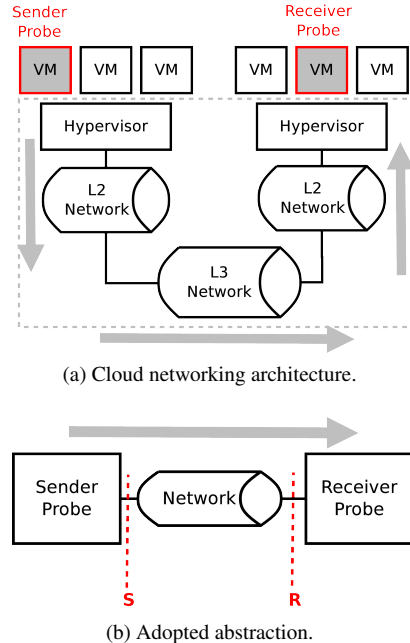 Sender
Probe
Receiver
Probe
VM VM VM VM VM VM
Hypervisor Hypervisor
L2
Network
L2
Network
L3
Network
(a) Cloud networking architecture.
Sender
Probe
Network
Receiver
Probe
S R
(b) Adopted abstraction.